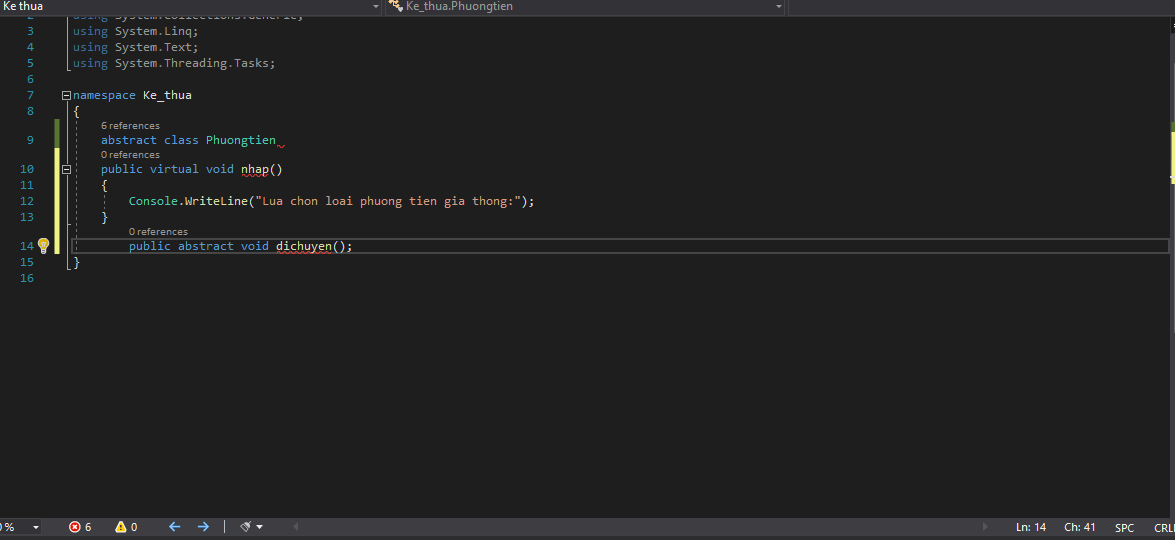 Ke thua Ke_thua.Phuongtien
2 using System.Collections.Generic;
3 using System.Linq;
4 using System.Text;
5 using System.Threading.Tasks;
6
7 namespace Ke_thua
8 {
6 references
9 abstract class Phuongtien
0 references
10 public virtual void nhap()
11 {
12 Console.WriteLine("Lua chon loai phuong tien gia thong:");
13 }
0 references
14 public abstract void dichuyen();
15 }
16
% 6 0 Ln: 14 Ch: 41 SPC CRL